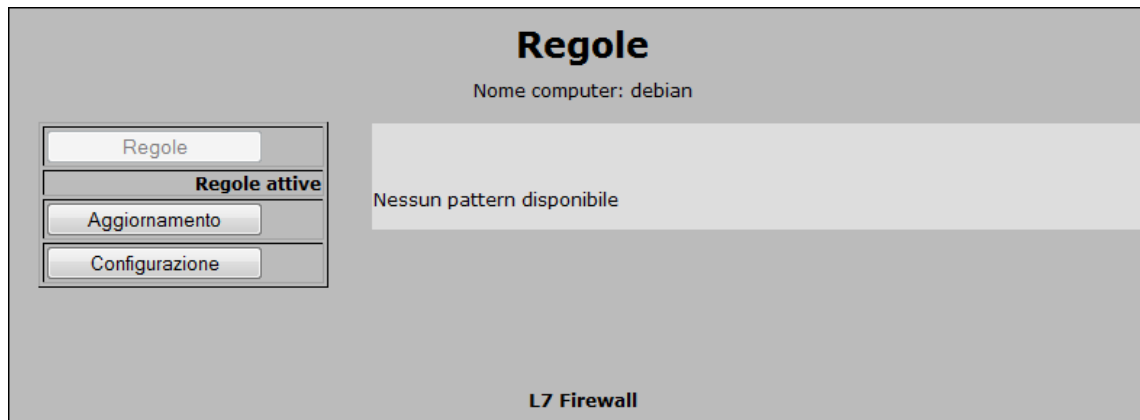 Regole
Nome computer: debian
Regole
Regole attive
Aggiornamento
Configurazione
Nessun pattern disponibile
L7 Firewall